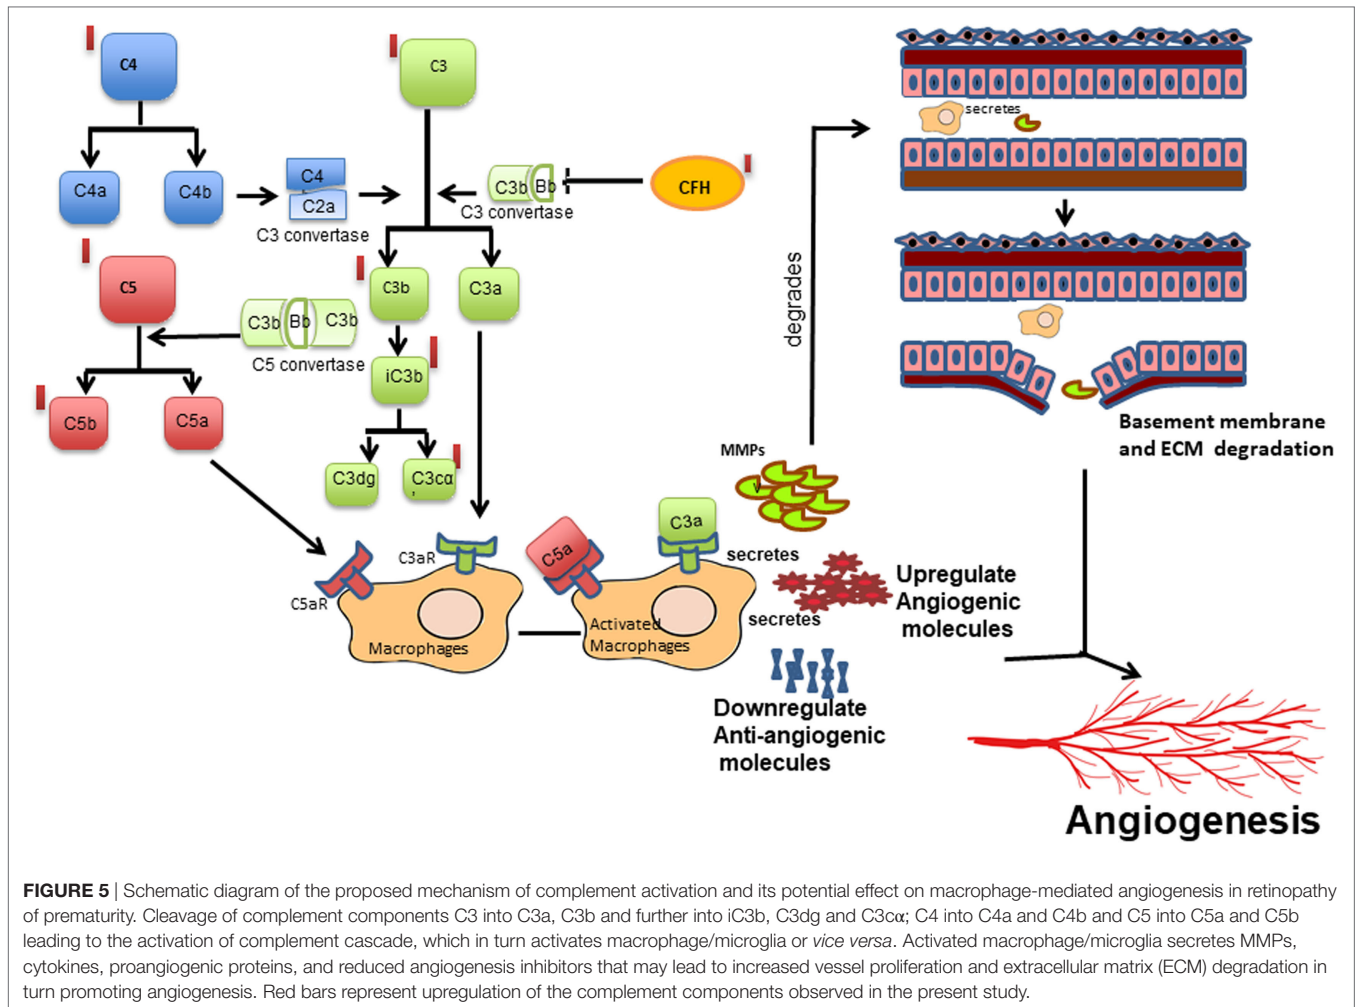 C4
C3
C4a
C4b
C4
C2a
C3 convertase
C3b
Bb
C3 convertase
CFH
C5
C3b
Bb
C3b
C5 convertase
C3b
C3a
iC3b
C5b
C5a
C3dg
C3cα
,
C5aR
C3aR
Macrophages
C5a
C3a
Activated
Macrophages
MMPs
secretes
secretes
Upregulate
Angiogenic
molecules
Downregulate
Anti-angiogenic
molecules
degrades
secretes
Basement membrane
and ECM degradation
Angiogenesis
FIGURE 5 | Schematic diagram of the proposed mechanism of complement activation and its potential effect on macrophage-mediated angiogenesis in retinopathy
of prematurity. Cleavage of complement components C3 into C3a, C3b and further into iC3b, C3dg and C3cα; C4 into C4a and C4b and C5 into C5a and C5b
leading to the activation of complement cascade, which in turn activates macrophage/microglia or vice versa. Activated macrophage/microglia secretes MMPs,
cytokines, proangiogenic proteins, and reduced angiogenesis inhibitors that may lead to increased vessel proliferation and extracellular matrix (ECM) degradation in
turn promoting angiogenesis. Red bars represent upregulation of the complement components observed in the present study.